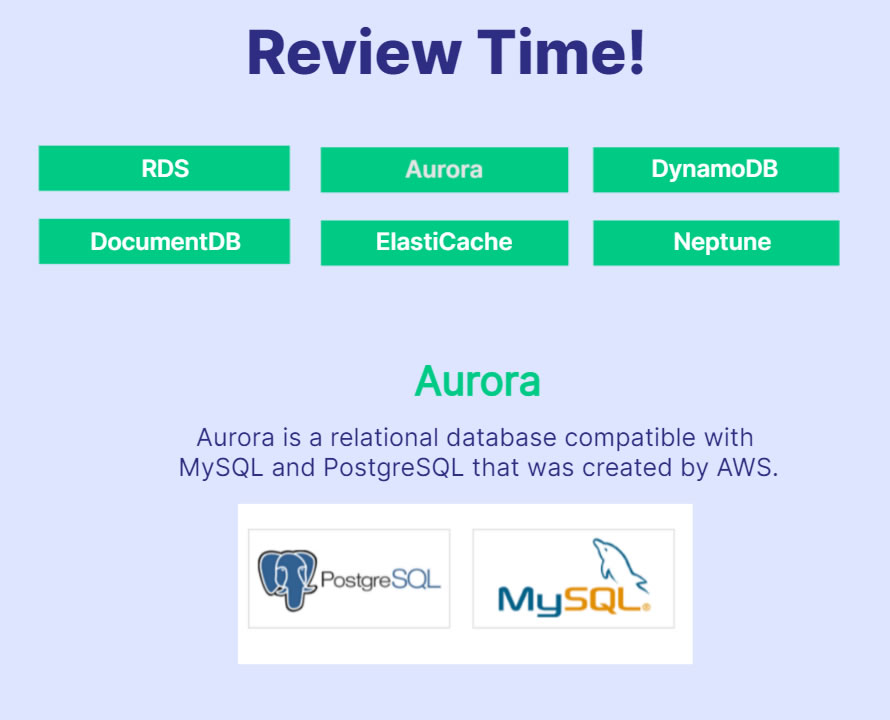 Review Time!
RDS
Aurora
DynamoDB
DocumentDB
ElastiCache
Neptune
Aurora
Aurora is a relational database compatible with
MySQL and PostgreSQL that was created by AWS.
PostgreSQL
MySQL®